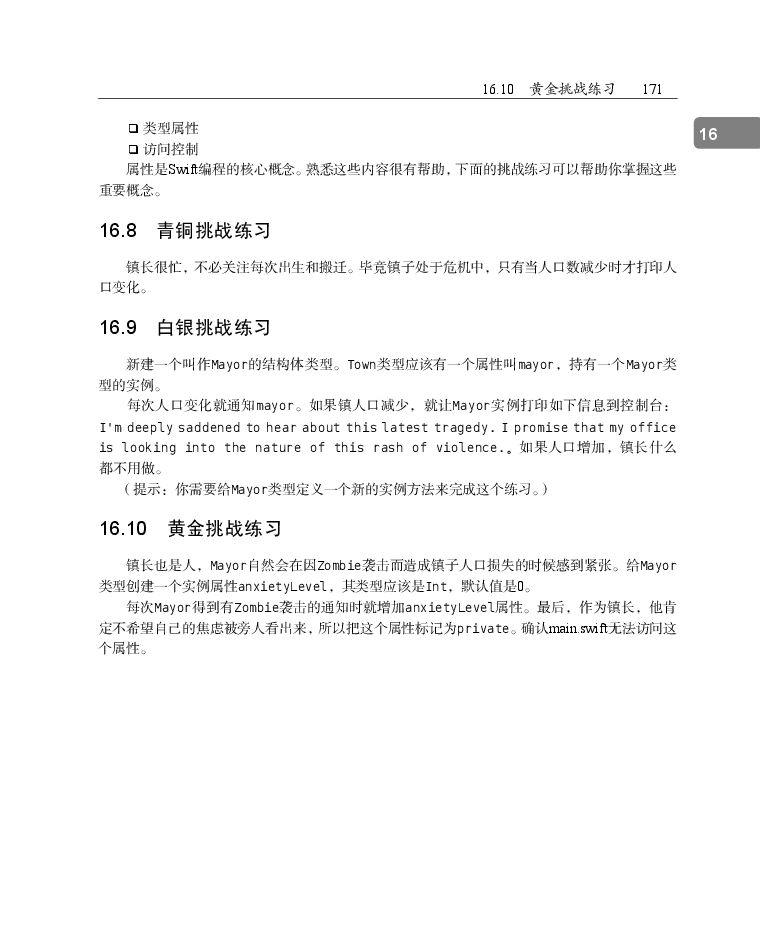 16.10 黄金挑战练习 171
16
❑ 类型属性
❑ 访问控制
属性是Swift编程的核心概念。熟悉这些内容很有帮助，下面的挑战练习可以帮助你掌握这些
重要概念。
16.8 青铜挑战练习
镇长很忙，不必关注每次出生和搬迁。毕竟镇子处于危机中，只有当人口数减少时才打印人
口变化。
16.9 白银挑战练习
新建一个叫作Mayor的结构体类型。Town类型应该有一个属性叫mayor，持有一个Mayor类
型的实例。
每次人口变化就通知mayor。如果镇人口减少，就让Mayor实例打印如下信息到控制台：
I'm deeply saddened to hear about this latest tragedy. I promise that my office
is looking into the nature of this rash of violence.。如果人口增加，镇长什么
都不用做。
（提示：你需要给Mayor类型定义一个新的实例方法来完成这个练习。）
16.10 黄金挑战练习
镇长也是人，Mayor自然会在因Zombie袭击而造成镇子人口损失的时候感到紧张。给Mayor
类型创建一个实例属性anxietyLevel，其类型应该是Int，默认值是0。
每次Mayor得到有Zombie袭击的通知时就增加anxietyLevel属性。最后，作为镇长，他肯
定不希望自己的焦虑被旁人看出来，所以把这个属性标记为private。确认main.swift无法访问这
个属性。